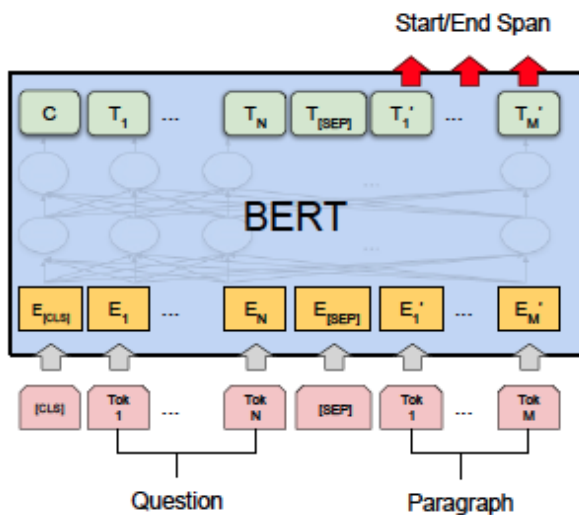 Start/End Span
C T1 ... TN T[SEP] T1' ... TM'
...
BERT
...
E[CLS] E1 ... EN E[SEP] E1' ... EM'
[CLS] Tok 1 ... Tok N [SEP] Tok 1 ... Tok M
Question Paragraph